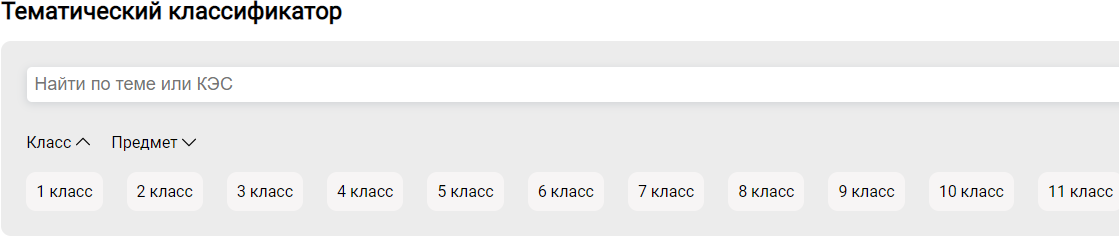 Тематический классификатор
Найти по теме или КЭС
Класс Предмет
1 класс 2 класс 3 класс 4 класс 5 класс 6 класс 7 класс 8 класс 9 класс 10 класс 11 класс